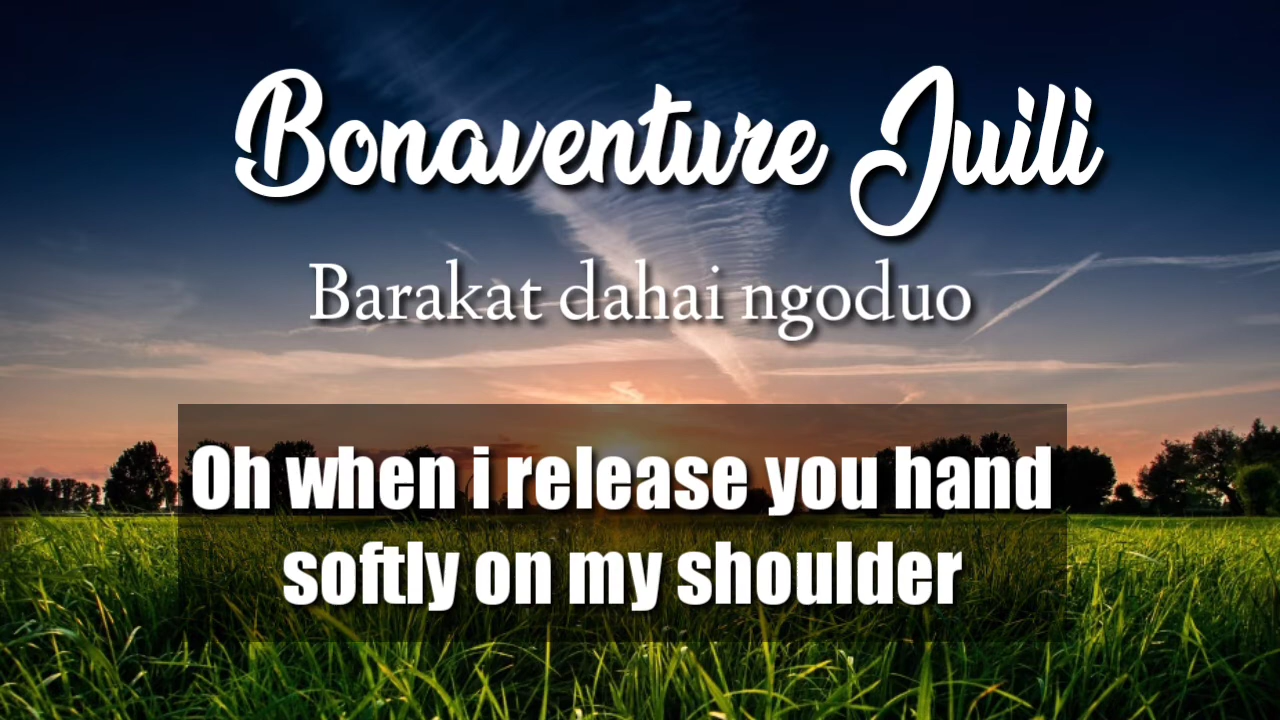 Bonaventure Juili
Barakat dahai ngoduo
Oh when i release you hand
softly on my shoulder